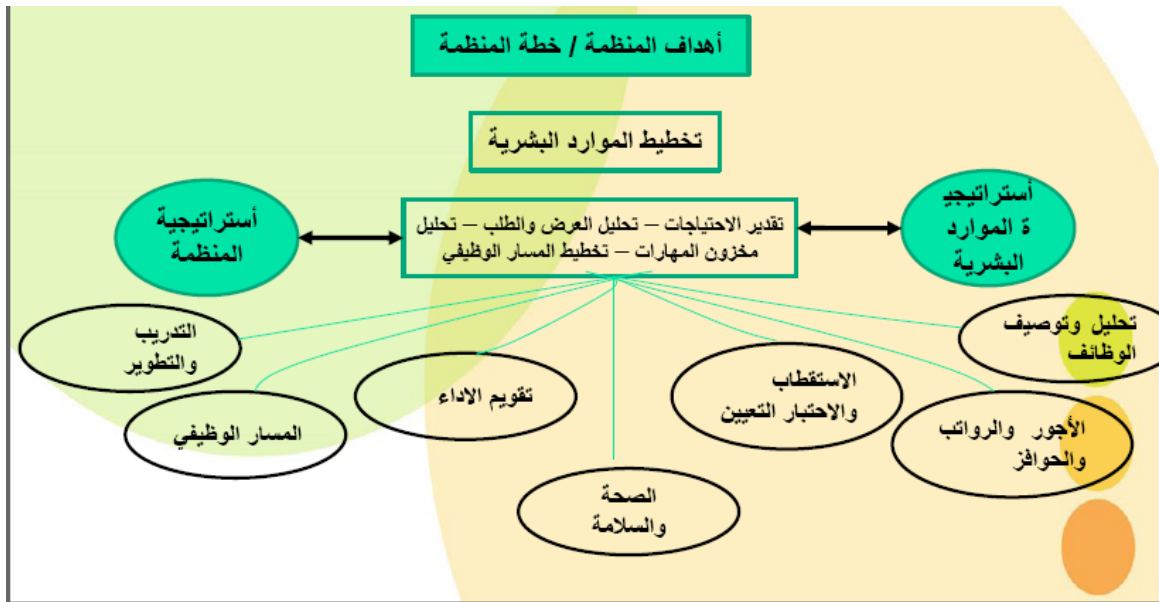 أهداف المنظمة / خطة المنظمة
تخطيط الموارد البشرية
أستراتيجي
ة الموارد
البشرية
تقدير الاحتياجات – تحليل العرض والطلب – تحليل
مخزون المهارات – تخطيط المسار الوظيفي
أستراتيجية
المنظمة
تحليل وتوصيف
الوظائف
الأجور والرواتب
والحوافز
الاستقطاب
والاختبار التعيين
الصحة
والسلامة
تقويم الاداء
المسار الوظيفي
التدريب
والتطوير